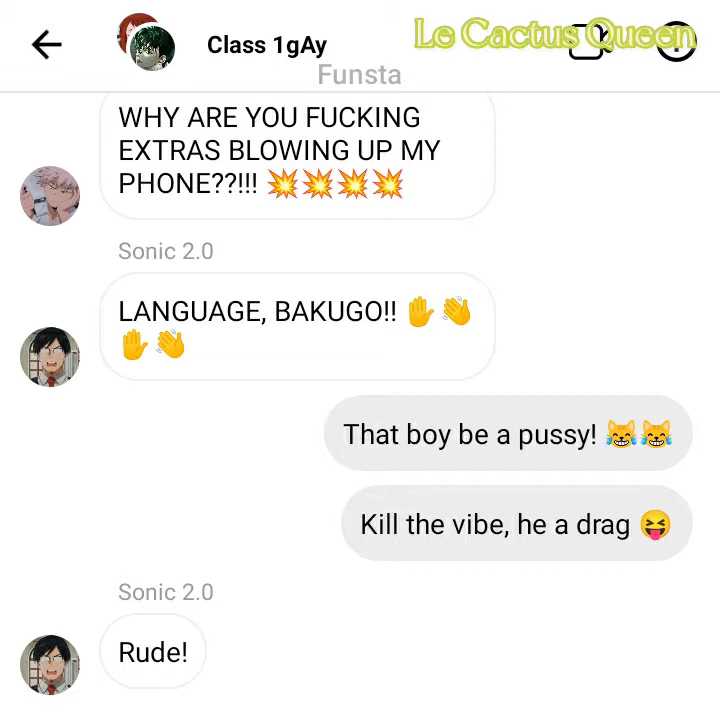 Class 1gAy
Le Cactus Queen
Funsta
WHY ARE YOU FUCKING
EXTRAS BLOWING UP MY
PHONE??!!! 💥💥💥💥
Sonic 2.0
LANGUAGE, BAKUGO!! ✋👋
✋👋
That boy be a pussy! 😹😹
Kill the vibe, he a drag 😝
Sonic 2.0
Rude!